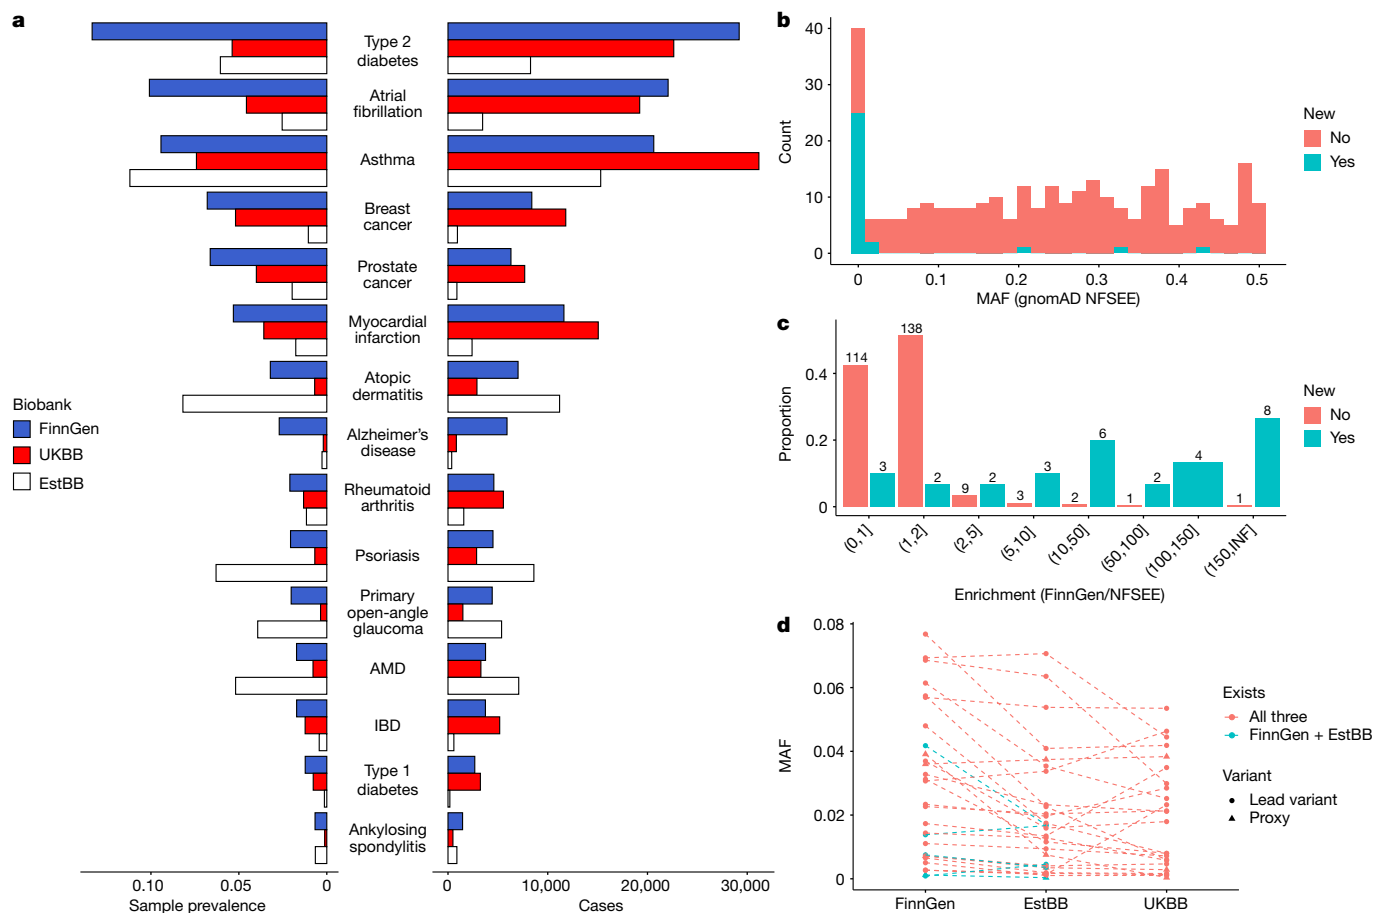 a
Type 2
diabetes
Atrial
fibrillation
Asthma
Breast
cancer
Prostate
cancer
Myocardial
infarction
Atopic
dermatitis
Alzheimer's
disease
Rheumatoid
arthritis
Psoriasis
Primary
open-angle
glaucoma
AMD
IBD
Type 1
diabetes
Ankylosing
spondylitis
Biobank
FinnGen
UKBB
EstBB
0.10 0.05 0
Sample prevalence
0 10,000 20,000 30,000
Cases
b
40
30
20
10
0
Count
0 0.1 0.2 0.3 0.4 0.5
MAF (gnomAD NFSEE)
New
No
Yes
c
0.4
0.2
0
Proportion
114 3 138 2 9 2 3 3 2 6 1 2 4 1 8
(0,1] (1,2] (2,5] (5,10] (10,50] (50,100] (100,150] (150,INF]
Enrichment (FinnGen/NFSEE)
New
No
Yes
d
0.08
0.06
0.04
0.02
0
MAF
FinnGen EstBB UKBB
Exists
All three
FinnGen + EstBB
Variant
Lead variant
Proxy